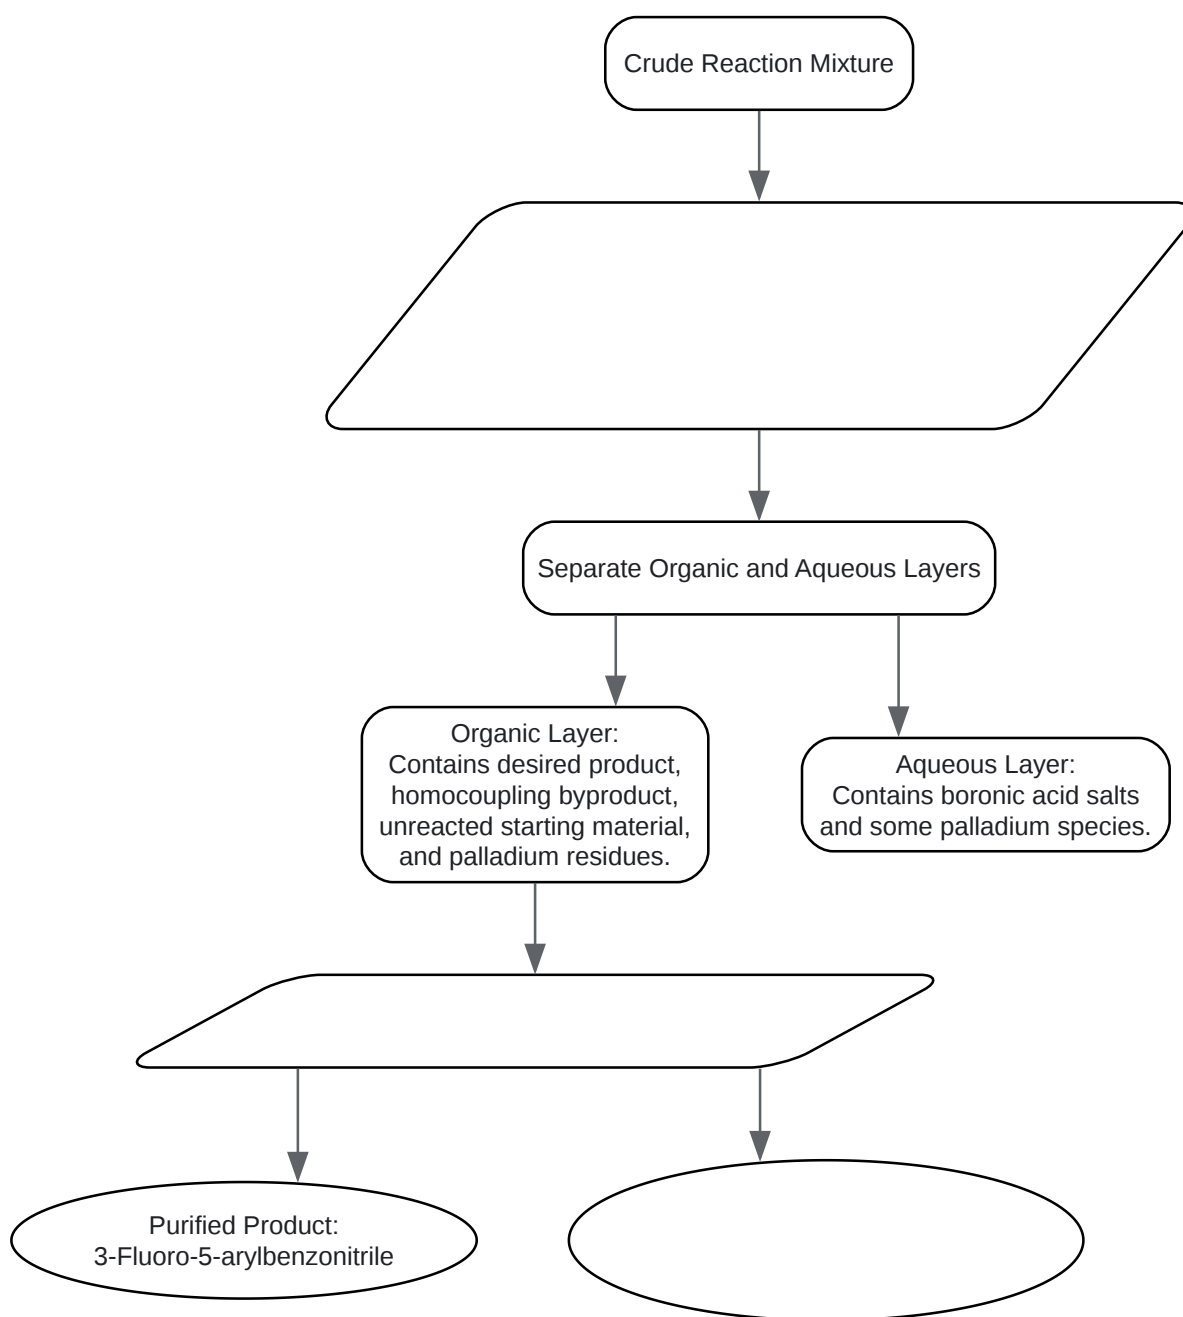 Crude Reaction Mixture
Separate Organic and Aqueous Layers
Organic Layer:
Contains desired product,
homocoupling byproduct,
unreacted starting material,
and palladium residues.
Aqueous Layer:
Contains boronic acid salts
and some palladium species.
Purified Product:
3-Fluoro-5-arylbenzonitrile